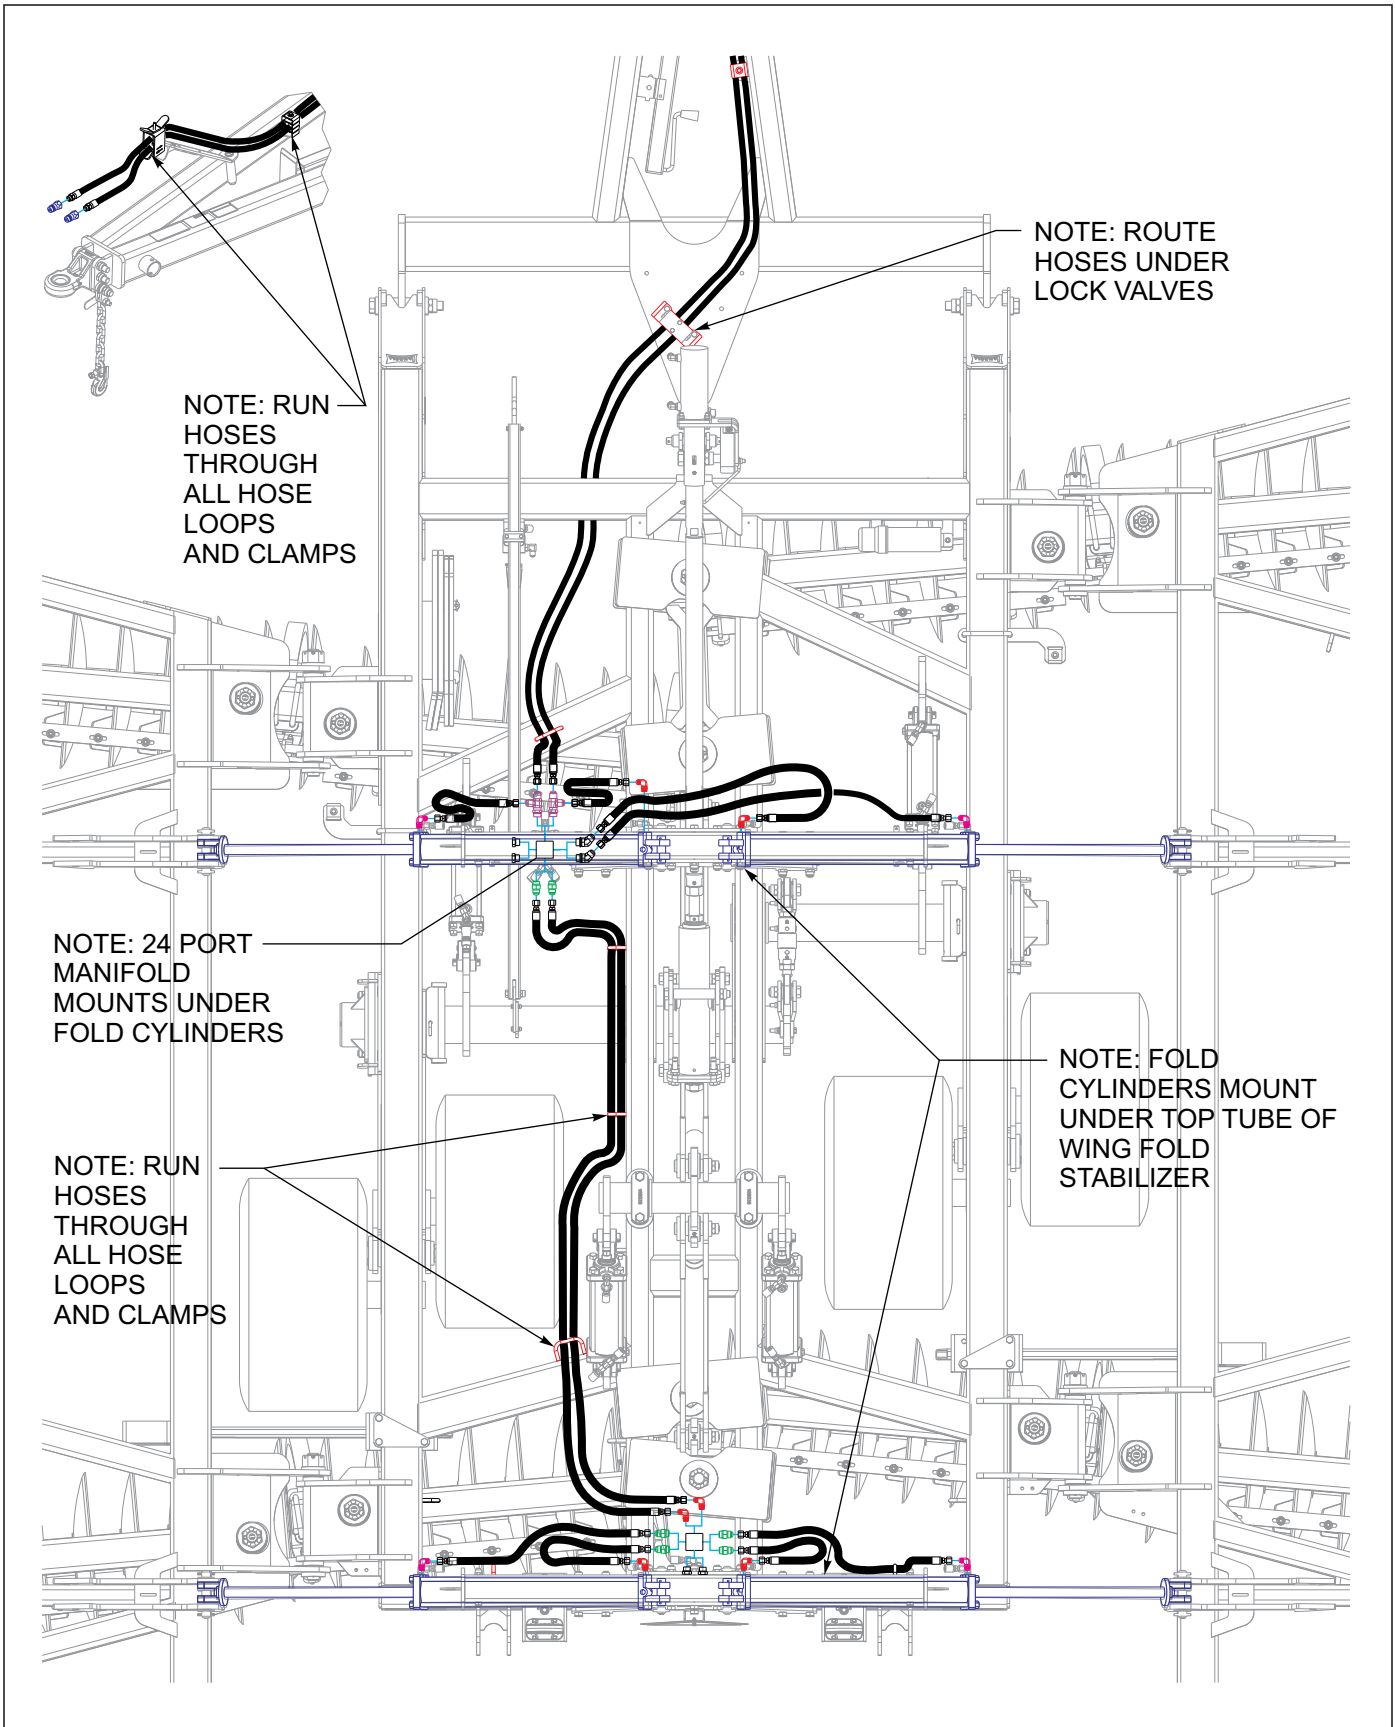 NOTE: ROUTE
HOSES UNDER
LOCK VALVES
NOTE: RUN
HOSES
THROUGH
ALL HOSE
LOOPS
AND CLAMPS
NOTE: 24 PORT
MANIFOLD
MOUNTS UNDER
FOLD CYLINDERS
NOTE: FOLD
CYLINDERS MOUNT
UNDER TOP TUBE OF
WING FOLD
STABILIZER
NOTE: RUN
HOSES
THROUGH
ALL HOSE
LOOPS
AND CLAMPS